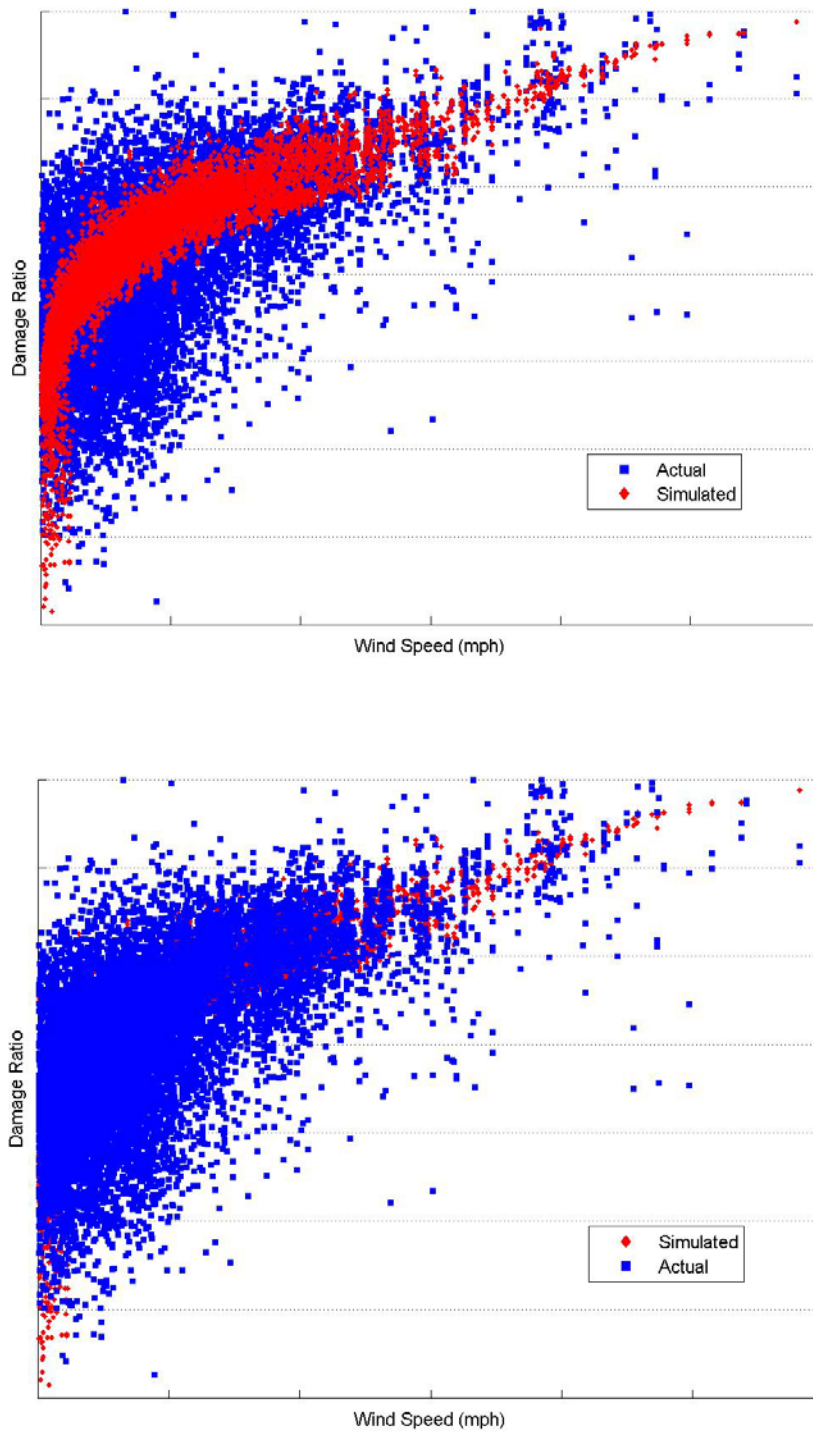 Damage Ratio
Actual
Simulated
Wind Speed (mph)
Damage Ratio
Simulated
Actual
Wind Speed (mph)